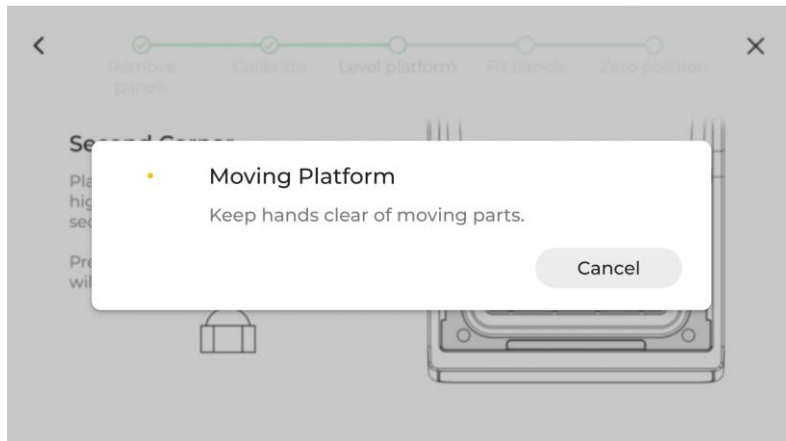 Remove Calibrate Level platform Fit panels Zero position
panels
Second Corner
Moving Platform
Keep hands clear of moving parts.
Cancel